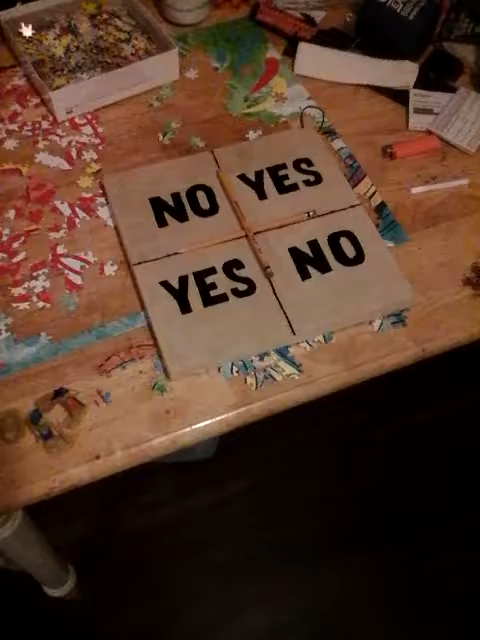 NO YES
YES NO